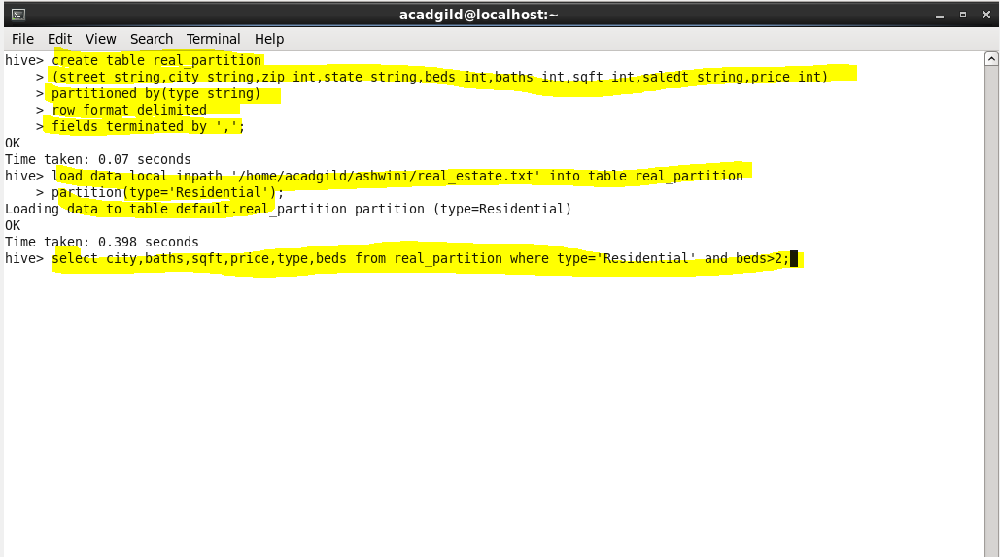 acadgild@localhost:~
File Edit View Search Terminal Help
hive> create table real_partition
    > (street string,city string,zip int,state string,beds int,baths int,sqft int,saledt string,price int)
    > partitioned by(type string)
    > row format delimited
    > fields terminated by ',';
OK
Time taken: 0.07 seconds
hive> load data local inpath '/home/acadgild/ashwini/real_estate.txt' into table real_partition
    > partition(type='Residential');
Loading data to table default.real_partition partition (type=Residential)
OK
Time taken: 0.398 seconds
hive> select city,baths,sqft,price,type,beds from real_partition where type='Residential' and beds>2;